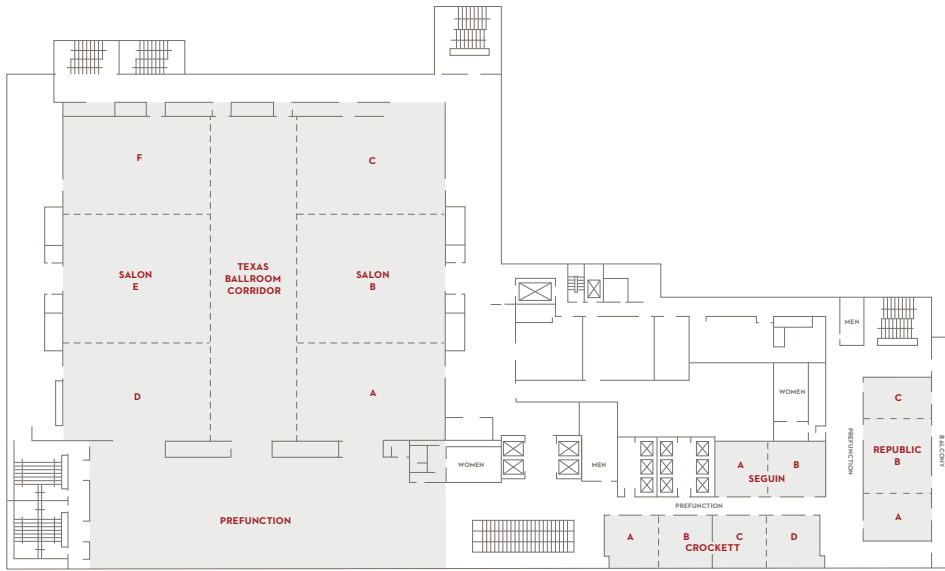 F
C
TEXAS
BALLROOM
CORRIDOR
SALON
E
SALON
B
D
A
PREFUNCTION
WOMEN
MEN
MEN
WOMEN
A
B
SEGUIN
PREFUNCTION
A
B
C
D
CROCKETT
PREFUNCTION
C
REPUBLIC
B
A
BALCONY